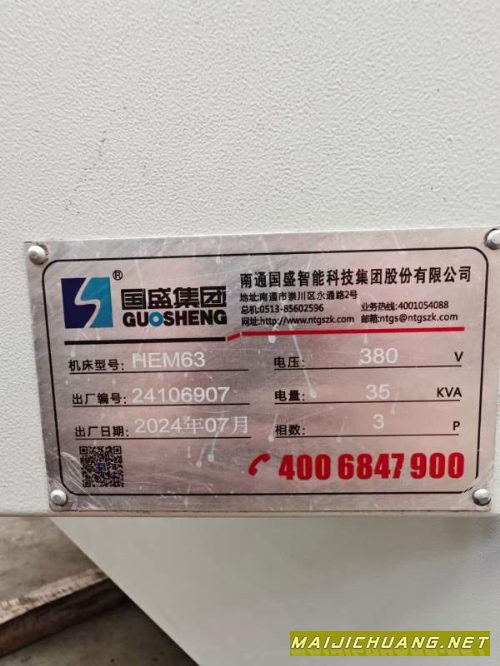 国盛集团®
GUOSHENG
南通国盛智能科技集团股份有限公司
地址:南通市崇川区永通路2号
总机:0513-85602596 业务热线:4001054088
网址:http://www.ntgszk.com 邮箱:ntgs@ntgszk.com
机床型号: HEM63 电压: 380 V
出厂编号: 24106907 电量: 35 KVA
出厂日期: 2024年07月 相数: 3 P
400 6847 900
MAIJICHUANG.NET